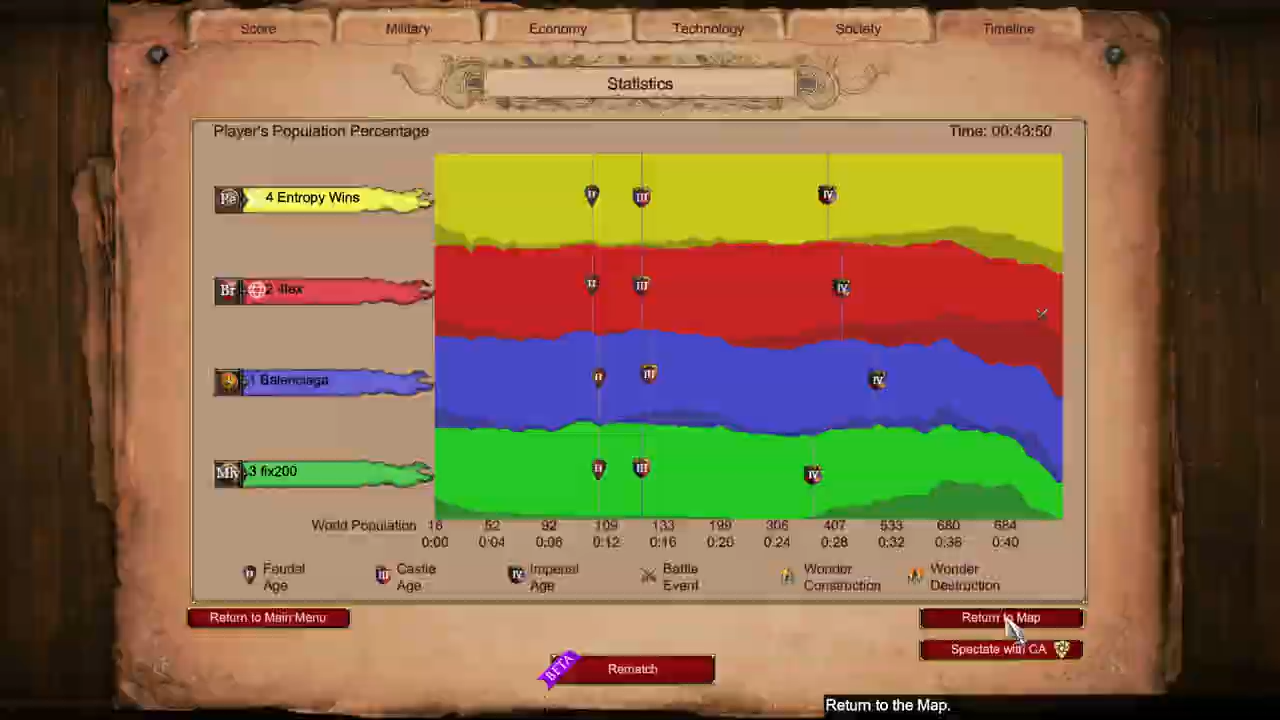 Score Military Economy Technology Society Timeline
Statistics
Player's Population Percentage Time: 00:43:50
4 Entropy Wins
2
1 Balenciaga
3 fix200
World Population 16 52 92 109 133 199 306 407 533 680 684
0:00 0:04 0:08 0:12 0:16 0:20 0:24 0:28 0:32 0:36 0:40
II Feudal Age
III Castle Age
IV Imperial Age
Battle Event
Wonder Construction
Wonder Destruction
Return to Main Menu Return to Map
Spectate with CA
BETA Rematch
Return to the Map.